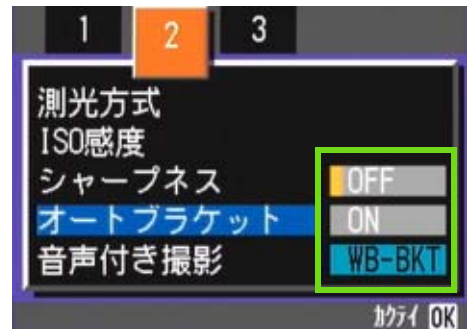 1 2 3
測光方式
ISO感度
シャープネス OFF
オートブラケット ON
音声付き撮影 WB-BKT
カクテイ OK